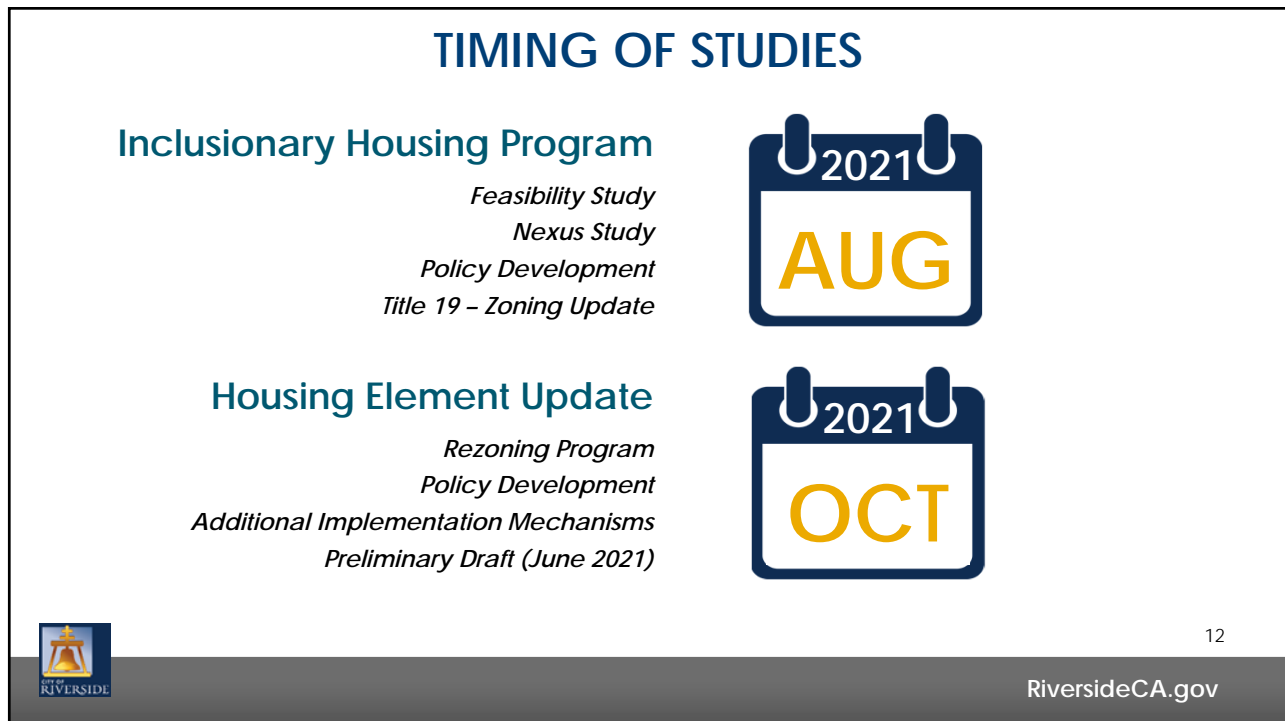 TIMING OF STUDIES
Inclusionary Housing Program
Feasibility Study
Nexus Study
Policy Development
Title 19 – Zoning Update
2021
AUG
Housing Element Update
Rezoning Program
Policy Development
Additional Implementation Mechanisms
Preliminary Draft (June 2021)
2021
OCT
12
CITY OF
RIVERSIDE
RiversideCA.gov